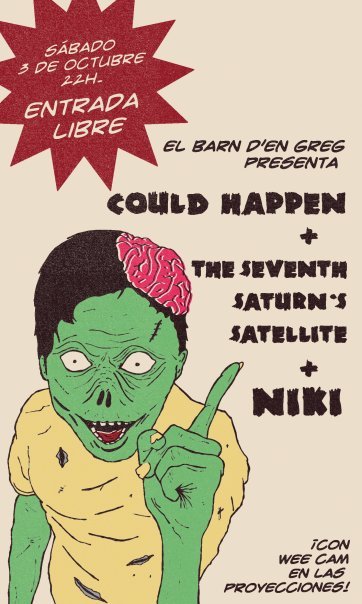 SÁBADO
3 DE OCTUBRE
22H.
ENTRADA
LIBRE
EL BARN D'EN GREG
PRESENTA
COULD HAPPEN
+
THE SEVENTH
SATURN'S
SATELLITE
+
NIKI
¡CON
WEE CAM
EN LAS
PROYECCIONES!